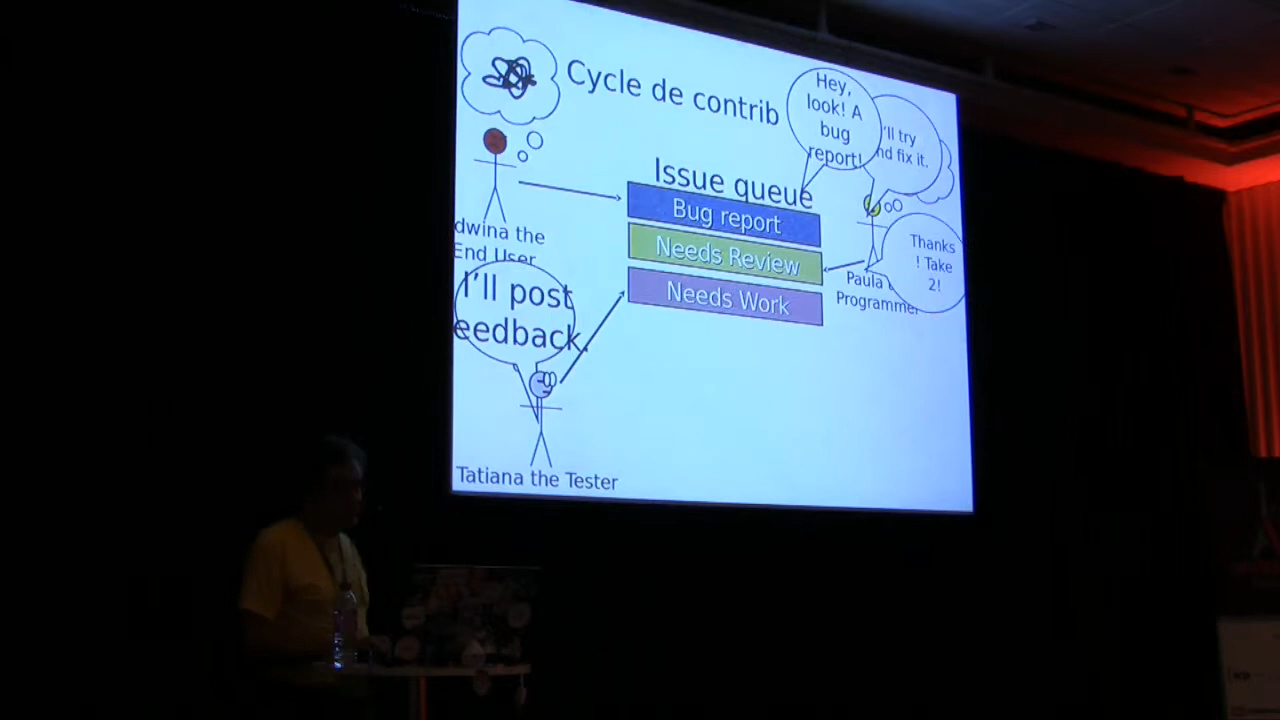 Cycle de contrib
Hey,
look! A
bug
report!
'll try
nd fix it.
Issue queue
Bug report
Needs Review
Needs Work
dwina the
End User
Thanks
! Take
2!
Paula
Programmer
I'll post
eedback.
Tatiana the Tester